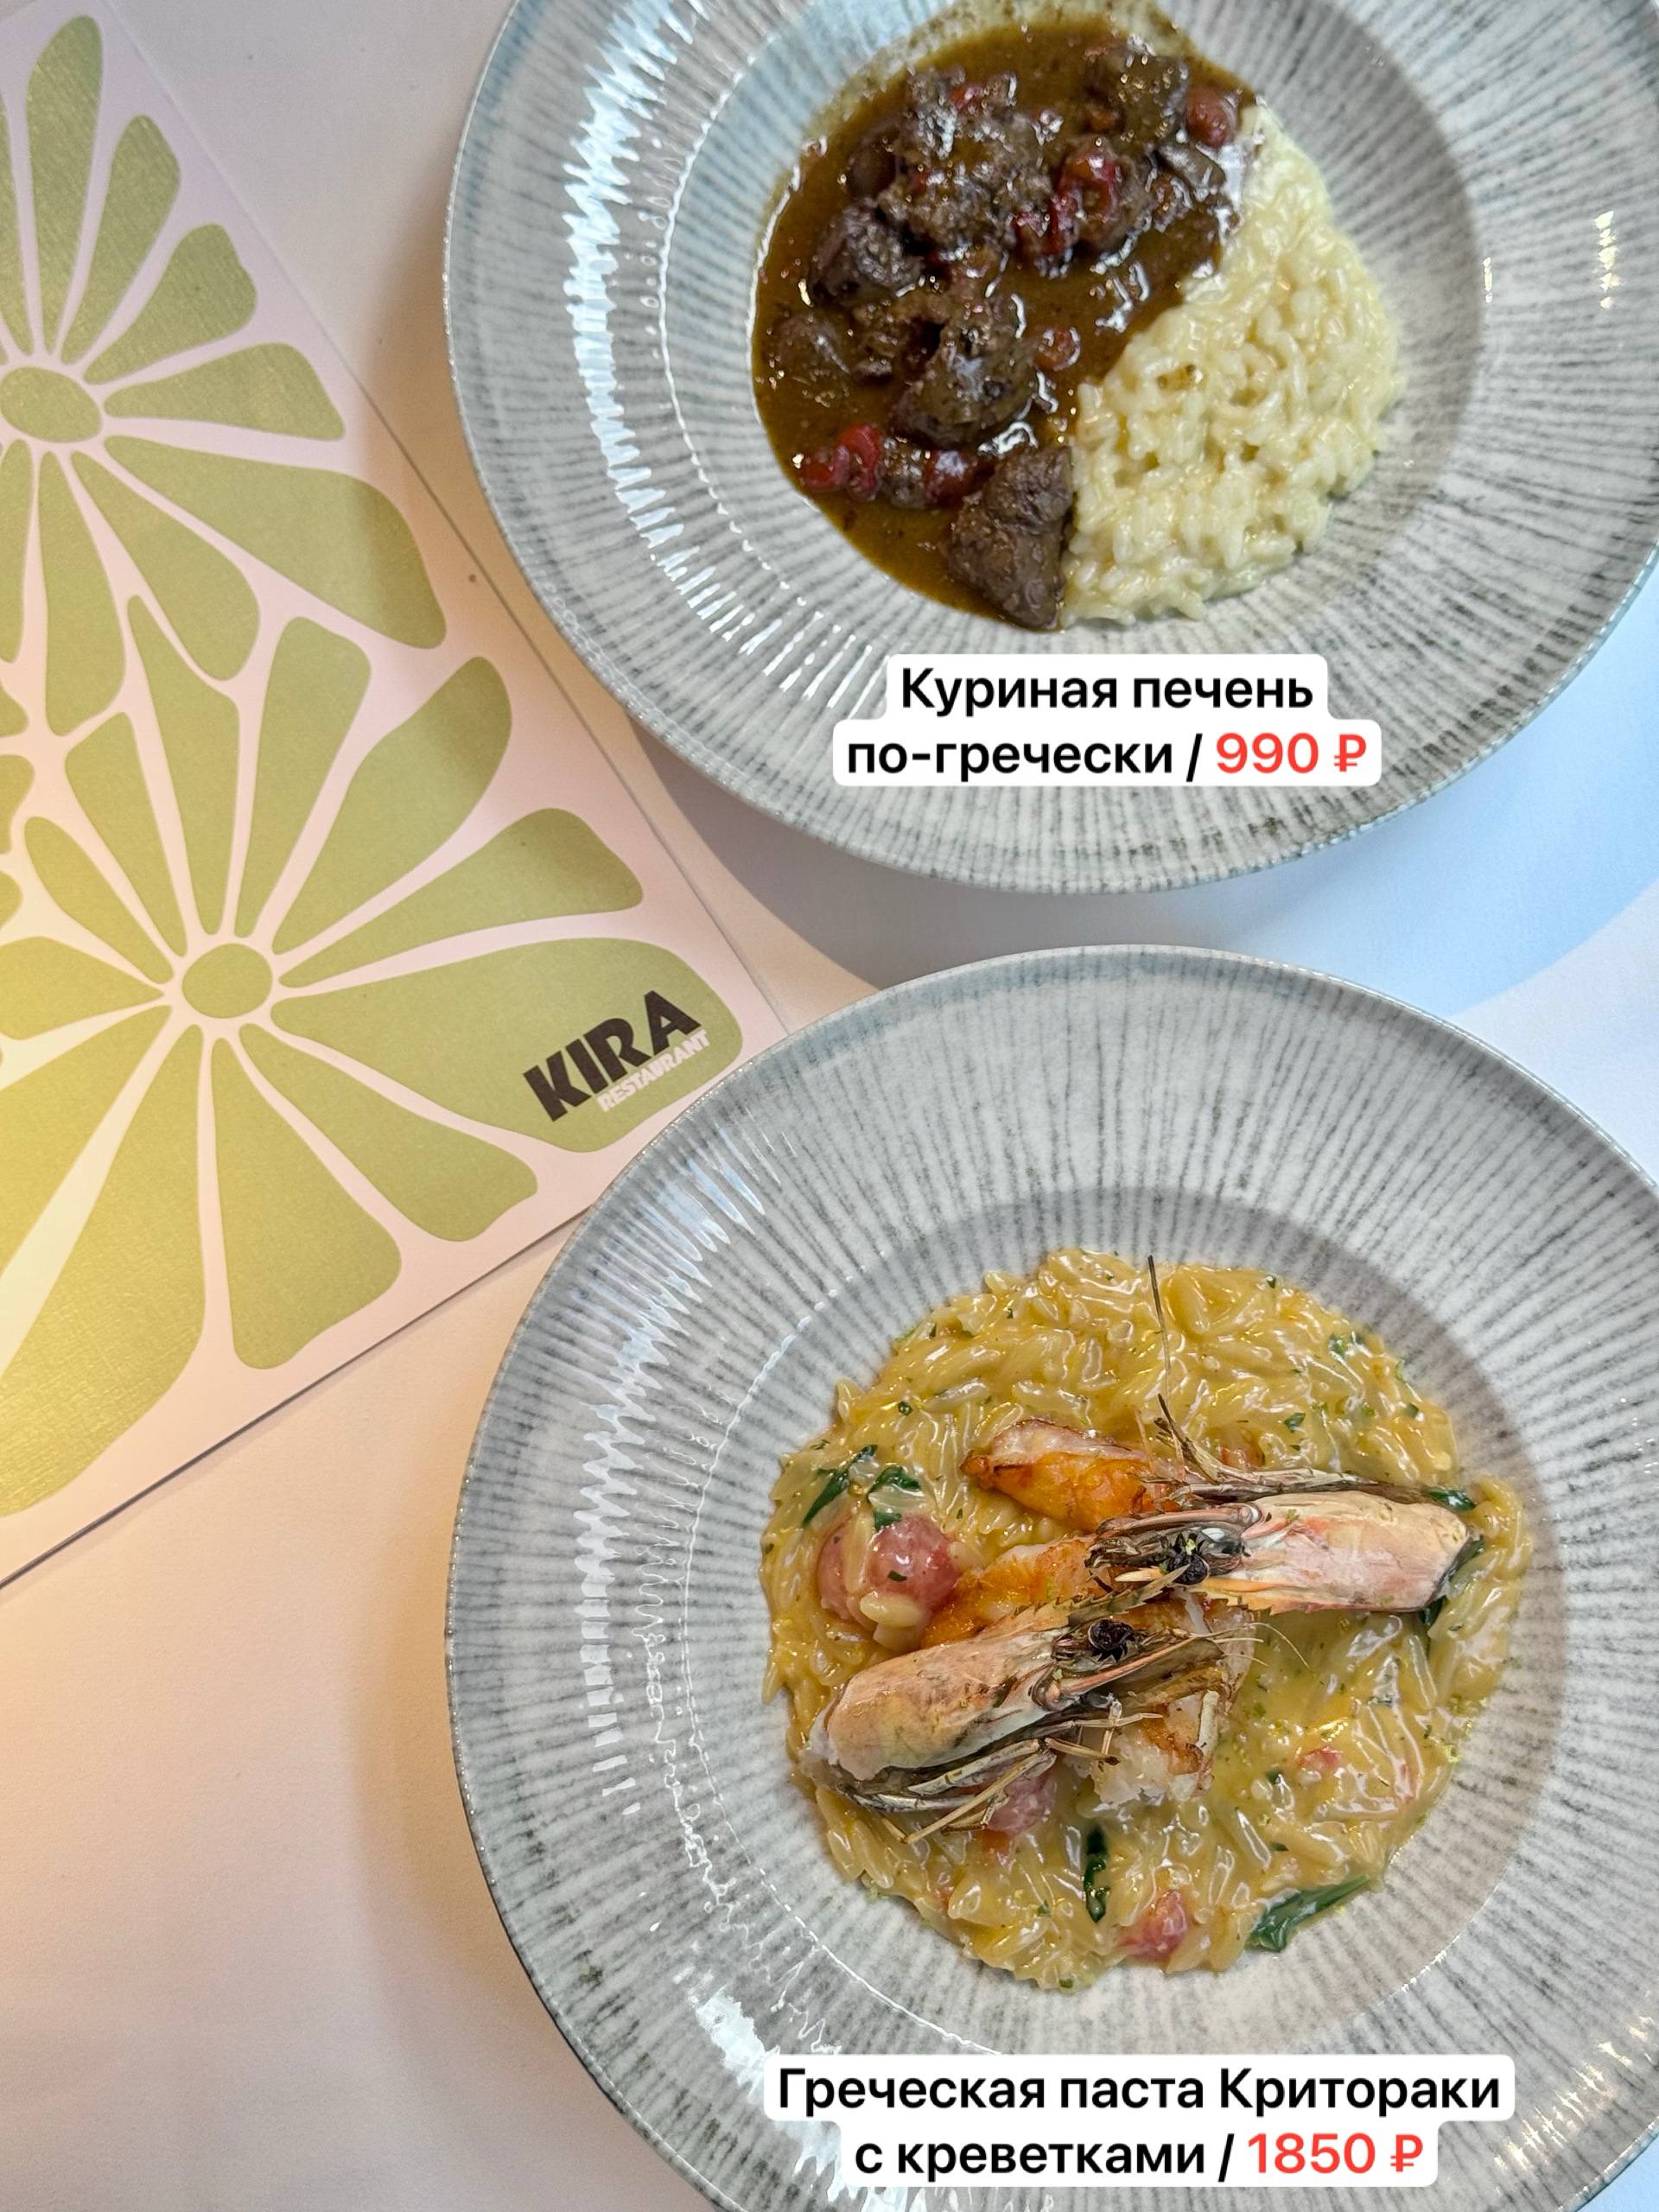 Куриная печень
по-гречески / 990 ₽
KIRA
RESTAURANT
Греческая паста Критораки
с креветками / 1850 ₽